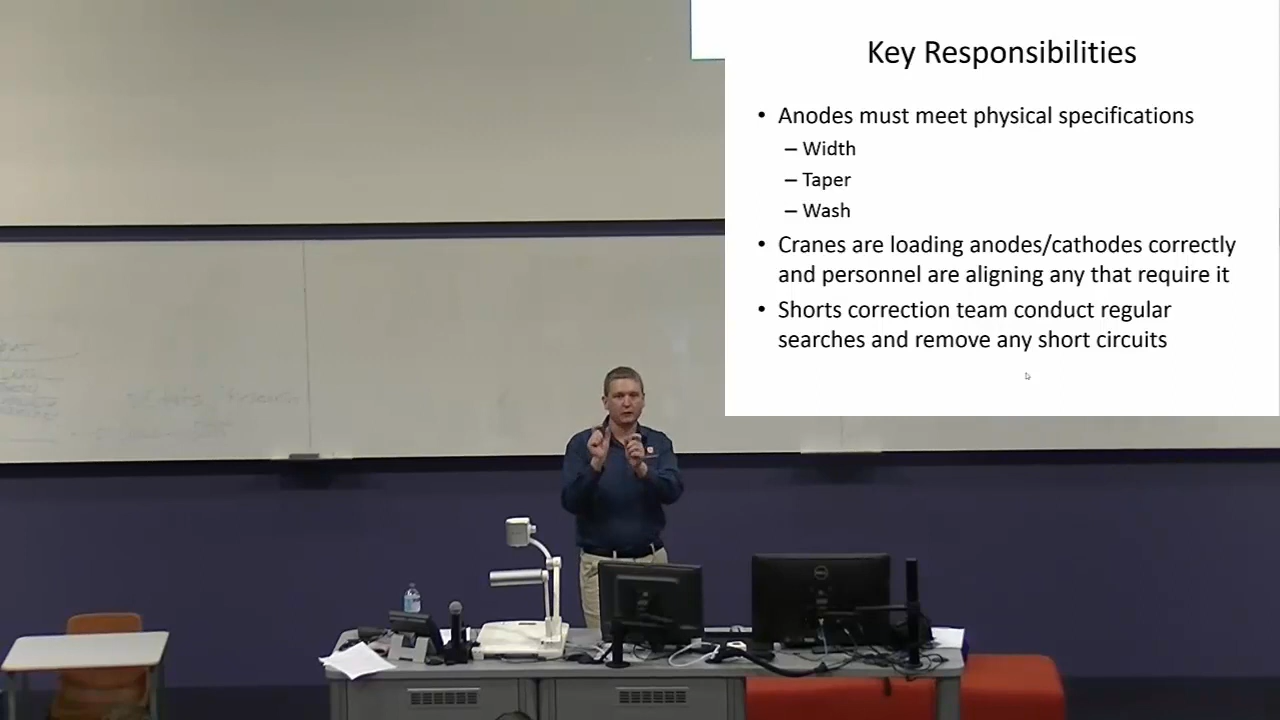 Key Responsibilities
• Anodes must meet physical specifications
– Width
– Taper
– Wash
• Cranes are loading anodes/cathodes correctly
and personnel are aligning any that require it
• Shorts correction team conduct regular
searches and remove any short circuits
DELL